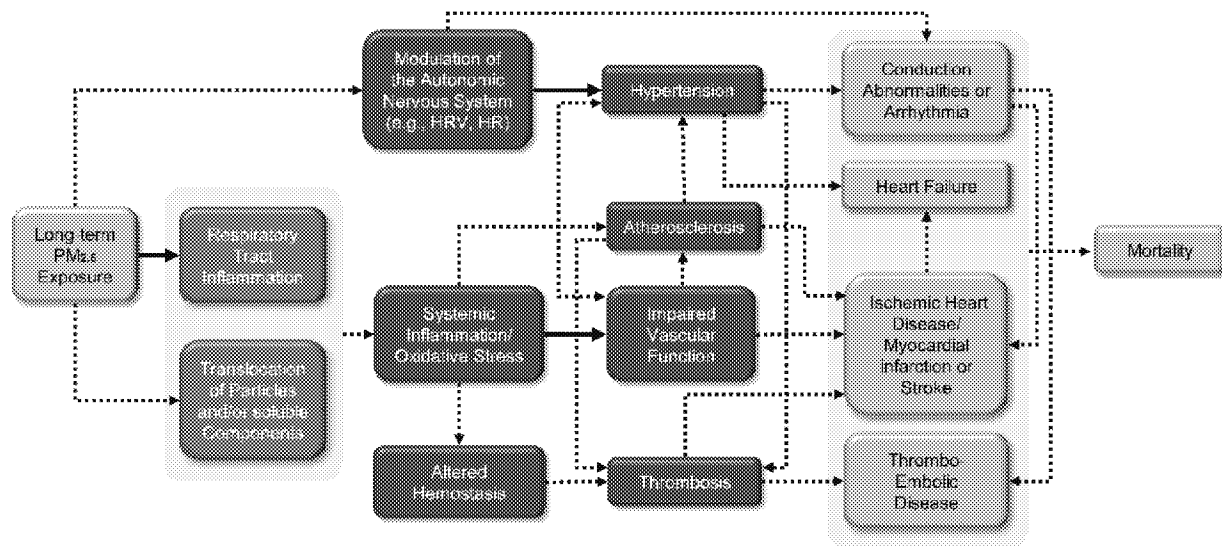 Long term
PM2.5
Exposure
Respiratory
Tract
Inflammation
Translocation
of Particles
and/or soluble
Components
Modulation of
the Autonomic
Nervous System
(e.g., HRV, HR)
Systemic
Inflammation/
Oxidative Stress
Altered
Hemostasis
Hypertension
Atherosclerosis
Impaired
Vascular
Function
Thrombosis
Conduction
Abnormalities or
Arrhythmia
Heart Failure
Ischemic Heart
Disease/
Myocardial
Infarction or
Stroke
Thrombo
Embolic
Disease
Mortality